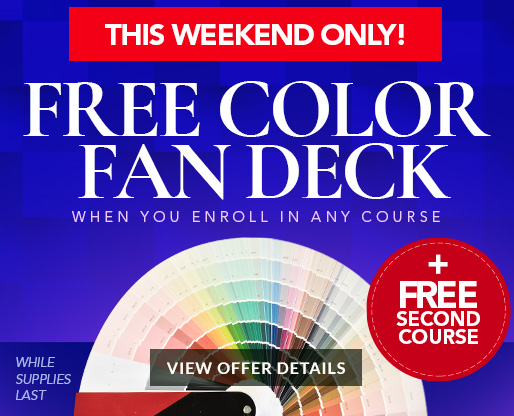 THIS WEEKEND ONLY!
FREE COLOR
FAN DECK
WHEN YOU ENROLL IN ANY COURSE
+
FREE
SECOND
COURSE
VIEW OFFER DETAILS
WHILE
SUPPLIES
LAST